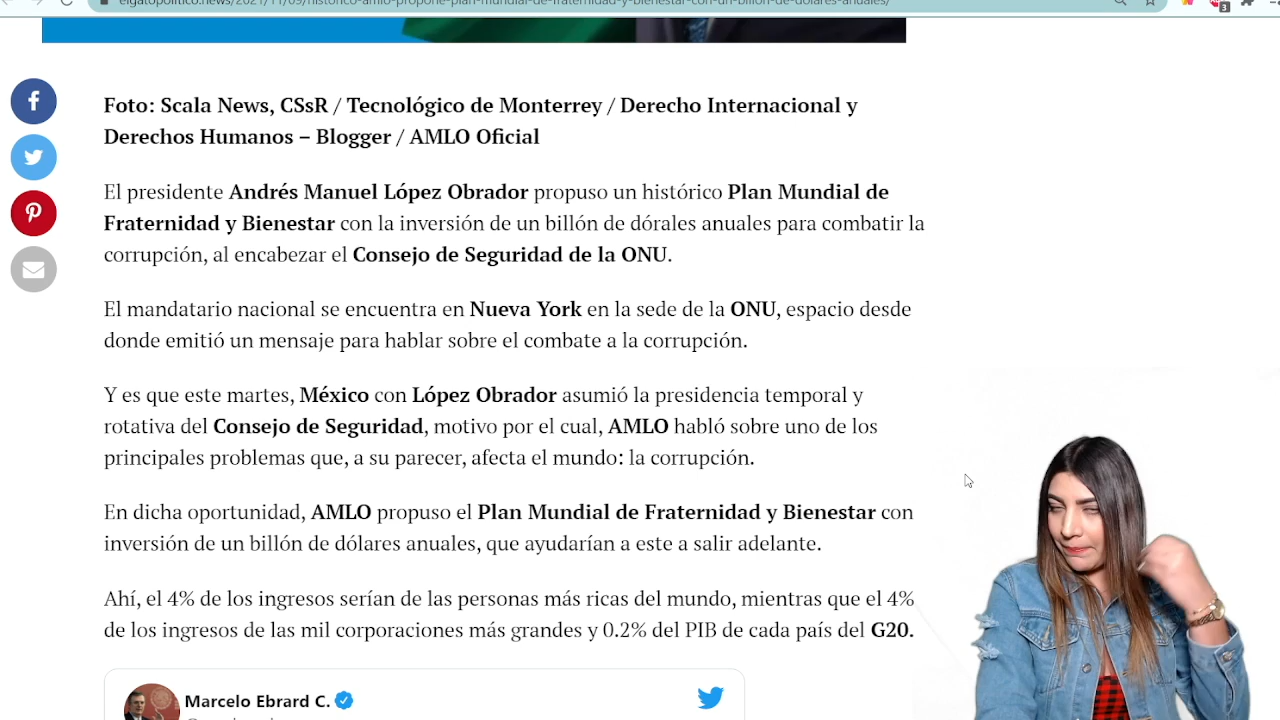 elgatopolitico.news/2021/11/09/historico-amlo-propone-plan-mundial-de-fraternidad-y-bienestar-con-un-billon-de-dolares-anuales/
3
Foto: Scala News, CSsR / Tecnológico de Monterrey / Derecho Internacional y
Derechos Humanos – Blogger / AMLO Oficial
El presidente Andrés Manuel López Obrador propuso un histórico Plan Mundial de
Fraternidad y Bienestar con la inversión de un billón de dórales anuales para combatir la
corrupción, al encabezar el Consejo de Seguridad de la ONU.
El mandatario nacional se encuentra en Nueva York en la sede de la ONU, espacio desde
donde emitió un mensaje para hablar sobre el combate a la corrupción.
Y es que este martes, México con López Obrador asumió la presidencia temporal y
rotativa del Consejo de Seguridad, motivo por el cual, AMLO habló sobre uno de los
principales problemas que, a su parecer, afecta el mundo: la corrupción.
En dicha oportunidad, AMLO propuso el Plan Mundial de Fraternidad y Bienestar con
inversión de un billón de dólares anuales, que ayudarían a este a salir adelante.
Ahí, el 4% de los ingresos serían de las personas más ricas del mundo, mientras que el 4%
de los ingresos de las mil corporaciones más grandes y 0.2% del PIB de cada país del G20.
Marcelo Ebrard C.